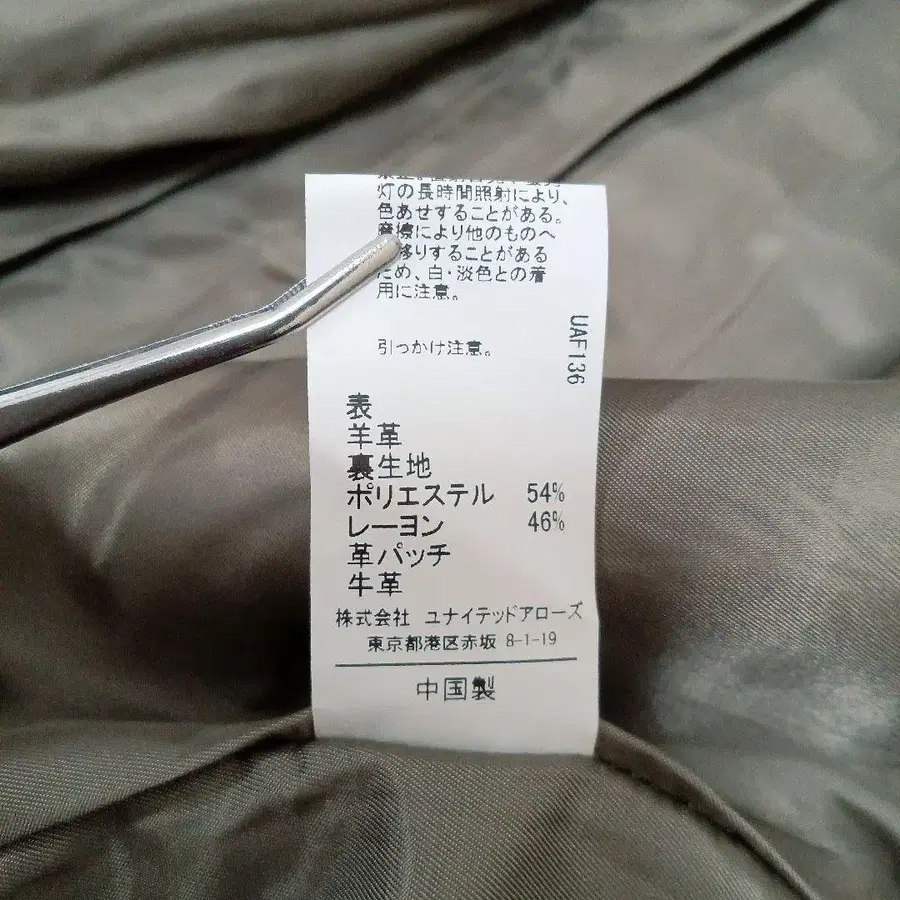 灯の長時間照射により、
色あせすることがある。
摩擦により他のものへ
移りすることがある
ため、白・淡色との着
用に注意。
引っかけ注意。
UAF136
表
羊革
裏生地
ポリエステル 54%
レーヨン 46%
革パッチ
牛革
株式会社 ユナイテッドアローズ
東京都港区赤坂 8-1-19
中国製